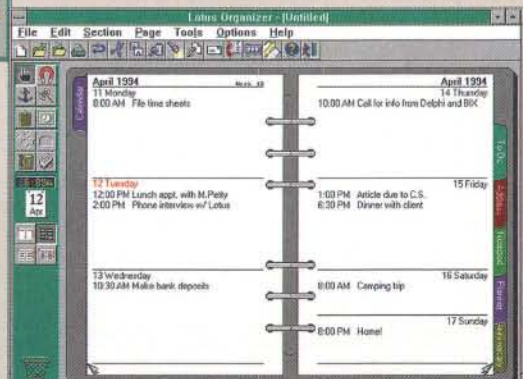 Lotus Organizer - [Untitled]
File Edit Section Page Tools Options Help
Calendar
April 1994
11 Monday
8:00 AM File time sheets
12 Tuesday
12:00 PM Lunch appt. with M.Petty
2:00 PM Phone interview w/ Lotus
13 Wednesday
10:30 AM Make bank deposits
April 1994
14 Thursday
10:00 AM Call for info from Delphi and BIX
15 Friday
1:00 PM Article due to C.S.
6:30 PM Dinner with client
16 Saturday
8:00 AM Camping trip
17 Sunday
8:00 PM Home!
To Do
Address
Notepad
Planner
Anniversary
12
Apr